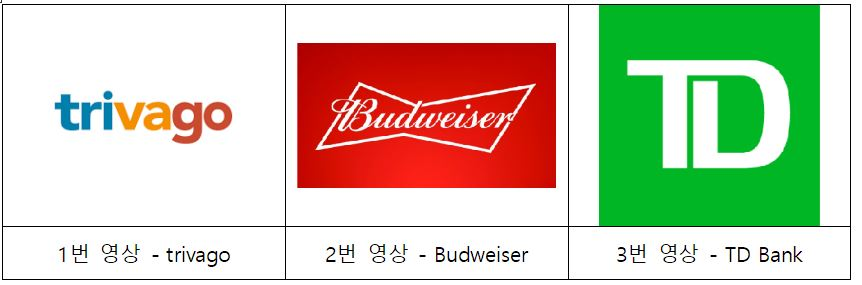 trivago
Budweiser
TD
1번 영상 - trivago
2번 영상 - Budweiser
3번 영상 - TD Bank